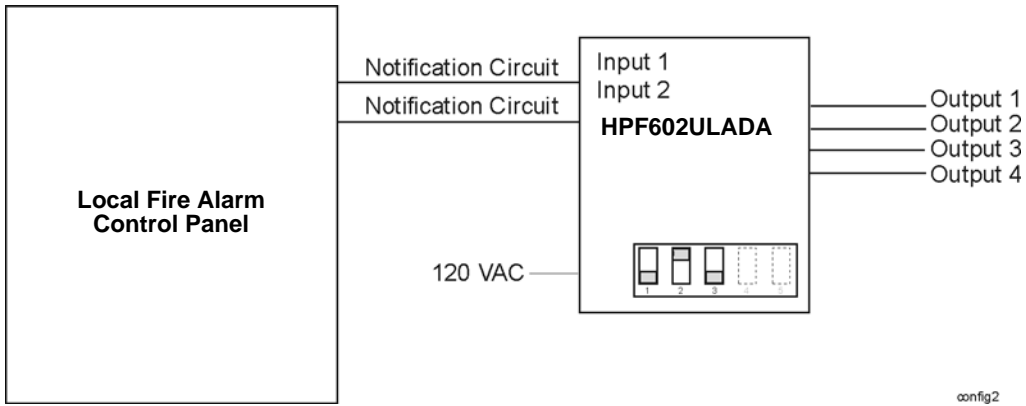 Local Fire Alarm
Control Panel
Notification Circuit
Notification Circuit
120 VAC
Input 1
Input 2
HPF602ULADA
1 2 3 4 5
Output 1
Output 2
Output 3
Output 4
config2